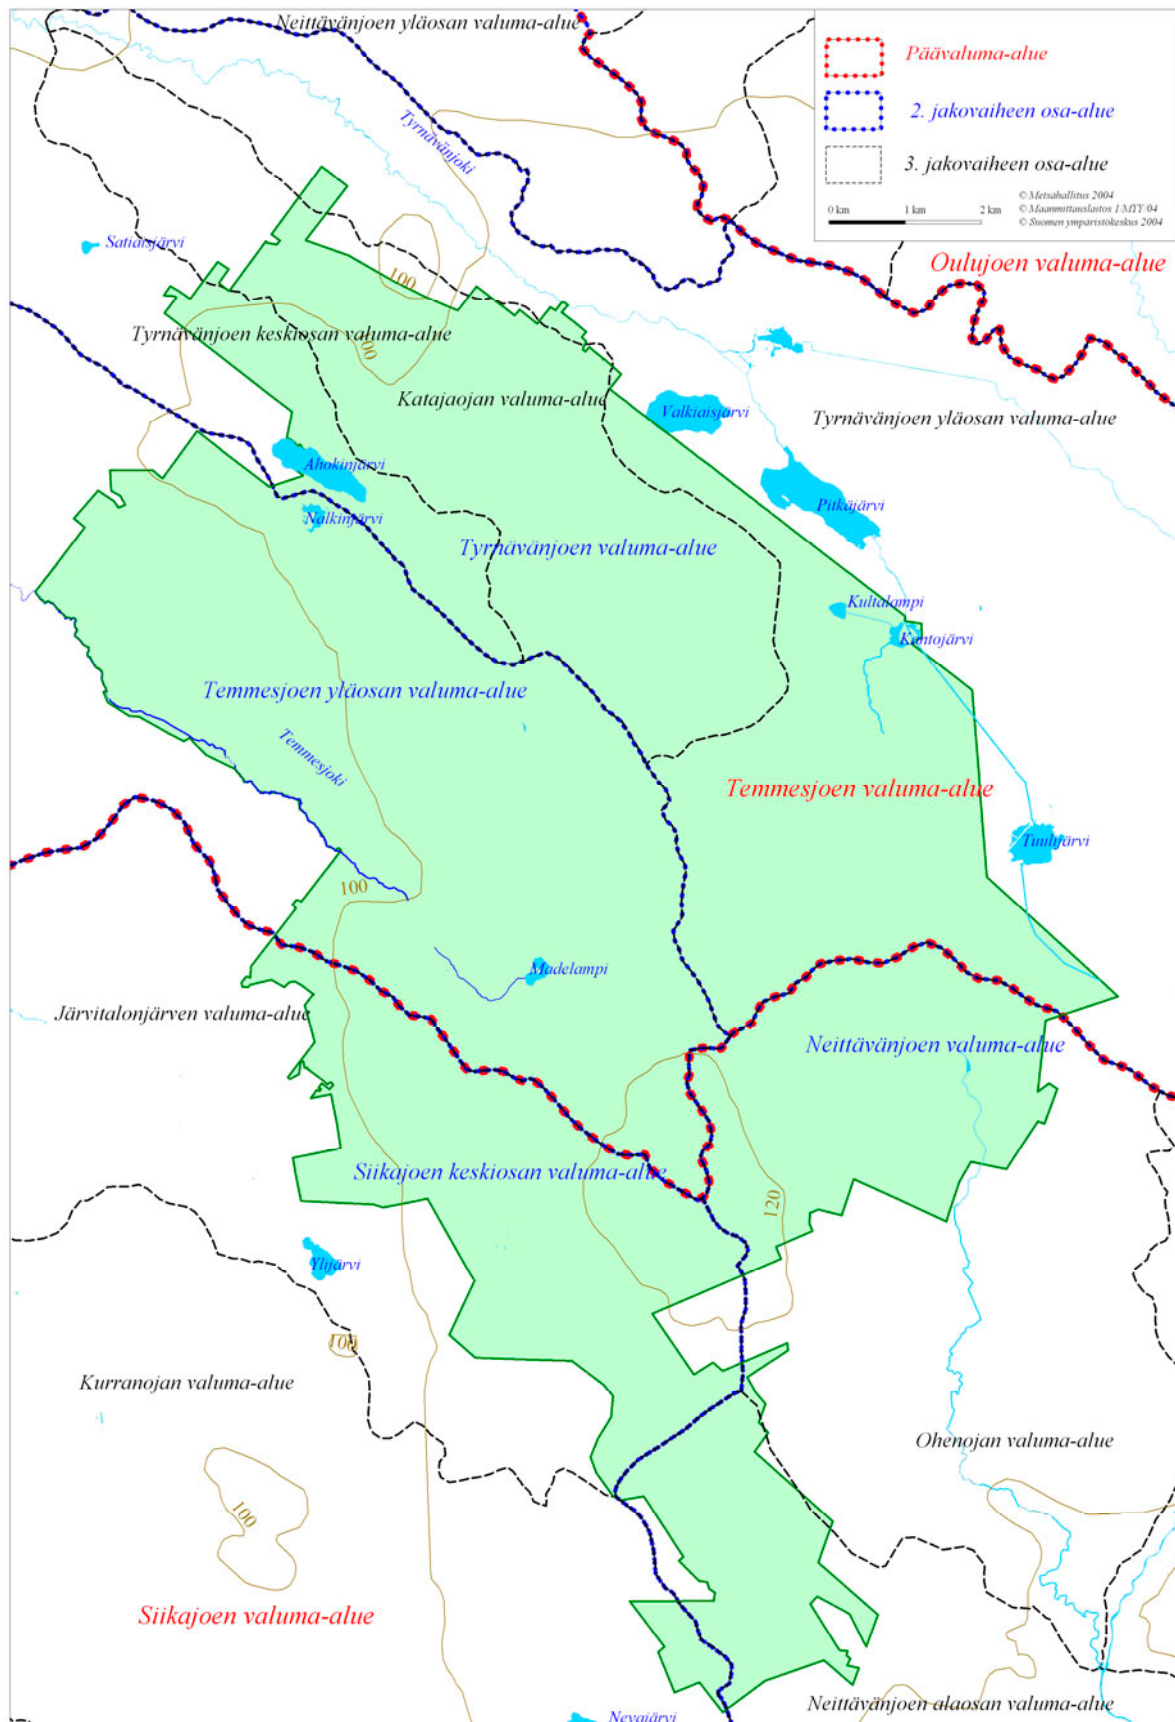 Neittävänjoen yläosan valuma-alue
Päävaluma-alue
2. jakovaiheen osa-alue
3. jakovaiheen osa-alue
© Metsähallitus 2004
© Maanmittauslaitos 1/MYY/04
© Suomen ympäristökeskus 2004
0 km 1 km 2 km
Tyrnävänjoki
Satiaisjärvi
100
Oulujoen valuma-alue
Tyrnävänjoen keskiosan valuma-alue
100
Katajaojan valuma-alue
Valkiaisjärvi
Tyrnävänjoen yläosan valuma-alue
Ahokinjärvi
Nalkinjärvi
Pitkäjärvi
Tyrnävänjoen valuma-alue
Kultalampi
Kantojärvi
Temmesjoen yläosan valuma-alue
Temmesjoki
Temmesjoen valuma-alue
Tuulijärvi
100
Madelampi
Järvitalonjärven valuma-alue
Neittävänjoen valuma-alue
Siikajoen keskiosan valuma-alue
120
Ylijärvi
100
Kurranojan valuma-alue
Ohenojan valuma-alue
100
Siikajoen valuma-alue
Neittävänjoen alaosan valuma-alue
Nevajärvi